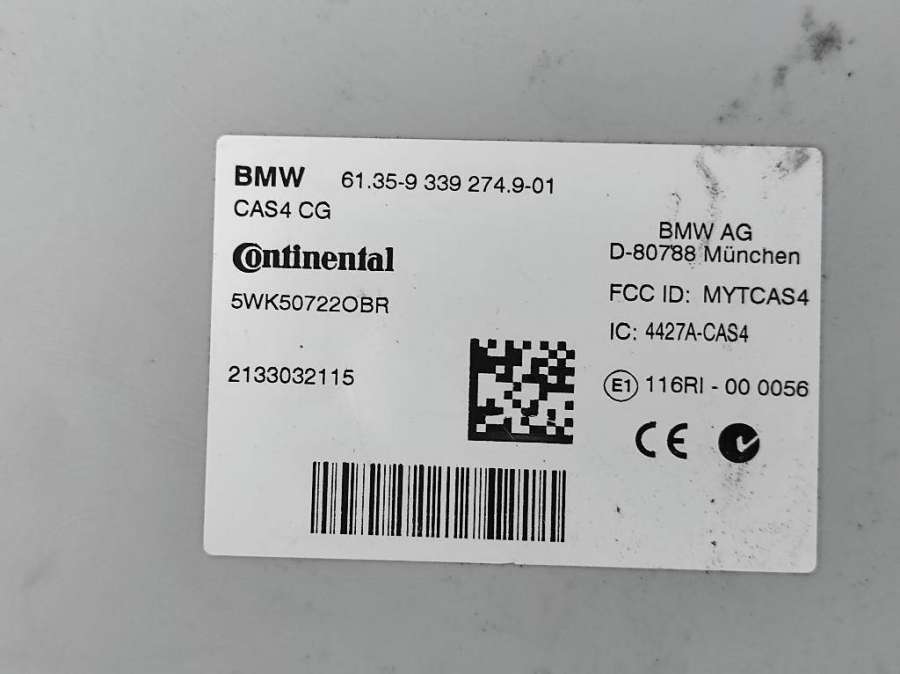 BMW 61.35-9 339 274.9-01
CAS4 CG
Continental
5WK50722OBR
2133032115
BMW AG
D-80788 München
FCC ID: MYTCAS4
IC: 4427A-CAS4
E1 116RI - 00 0056
CE